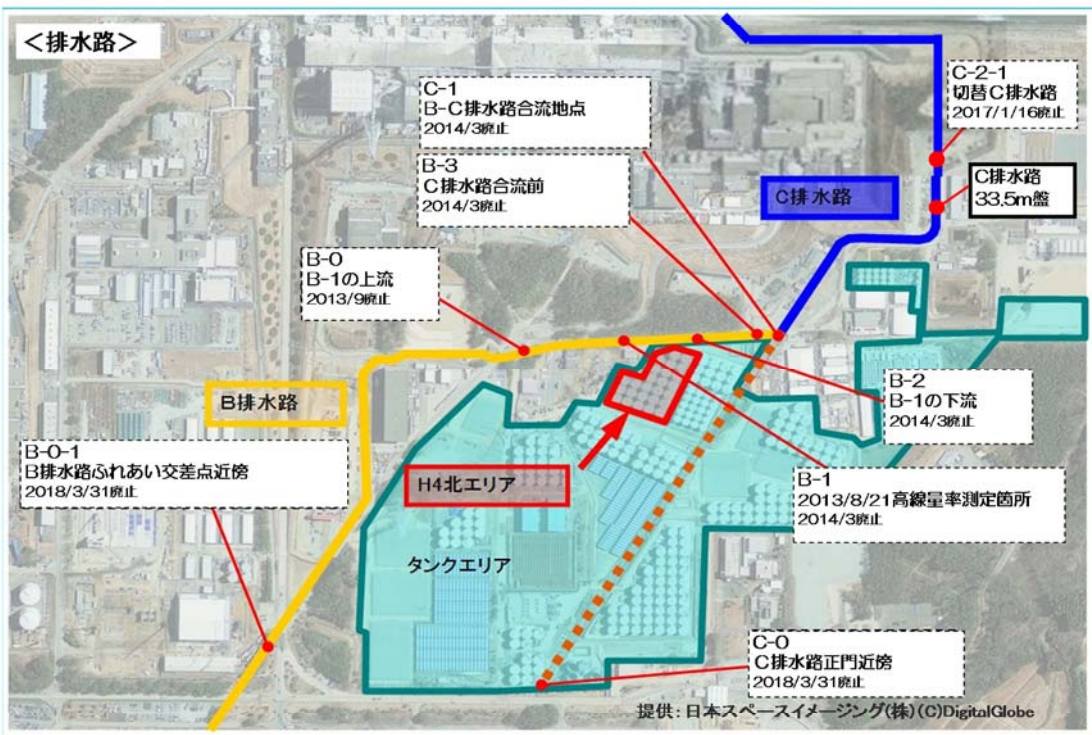 ＜排水路＞
C-1
B-C排水路合流地点
2014/3廃止
B-3
C排水路合流前
2014/3廃止
C-2-1
切替C排水路
2017/1/16廃止
C排水路
33.5m盤
C排水路
B-0
B-1の上流
2013/9廃止
B排水路
B-2
B-1の下流
2014/3廃止
B-0-1
B排水路ふれあい交差点近傍
2018/3/31廃止
H4北エリア
B-1
2013/8/21高線量率測定箇所
2014/3廃止
タンクエリア
C-0
C排水路正門近傍
2018/3/31廃止
提供：日本スペースイメージング(株)(C)DigitalGlobe